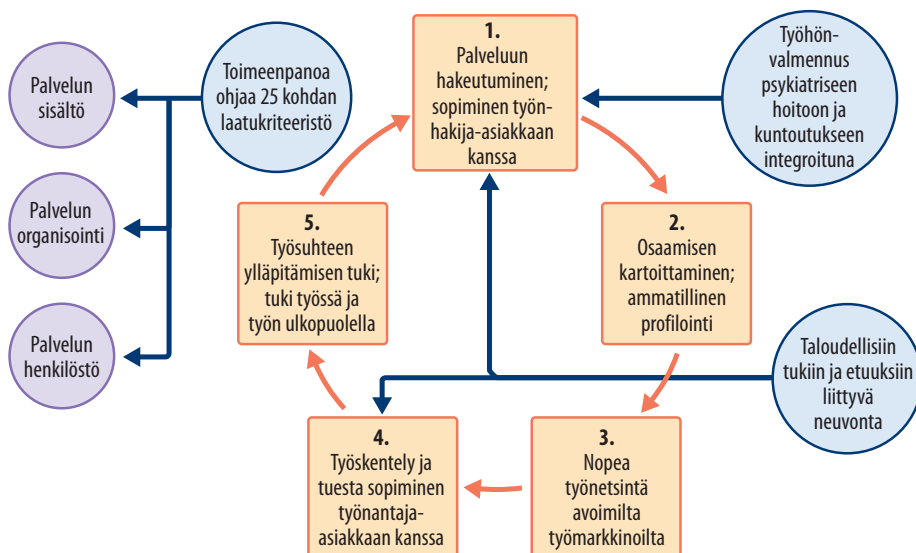 1.
Palveluun
hakeutuminen;
sopiminen työn-
hakija-asiakkaan
kanssa
2.
Osaamisen
kartoittaminen;
ammatillinen
profilointi
3.
Nopea
työnetsintä
avoimilta
työmarkkinoilta
4.
Työskentely ja
tuesta sopiminen
työnantaja-
asiakkaan kanssa
5.
Työsuhteen
ylläpitämisen tuki;
tuki työssä ja
työn ulkopuolella
Toimeenpanoa
ohjaa 25 kohdan
laatukriteeristö
Palvelun
sisältö
Palvelun
organisointi
Palvelun
henkilöstö
Työhön-
valmennus
psykiatriseen
hoitoon ja
kuntoutukseen
integroituna
Taloudellisiin
tukiin ja etuuksiin
liittyvä
neuvonta